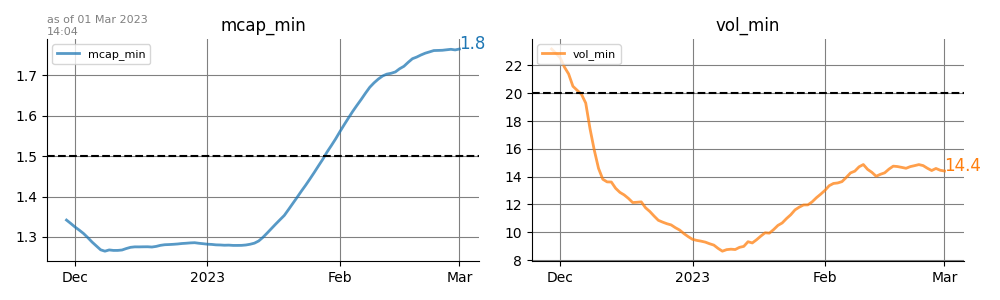 as of 01 Mar 2023
14:04
mcap_min
mcap_min
1.8
1.7
1.6
1.5
1.4
1.3
Dec
2023
Feb
Mar
vol_min
vol_min
22
20
18
16
14
12
10
8
14.4
Dec
2023
Feb
Mar